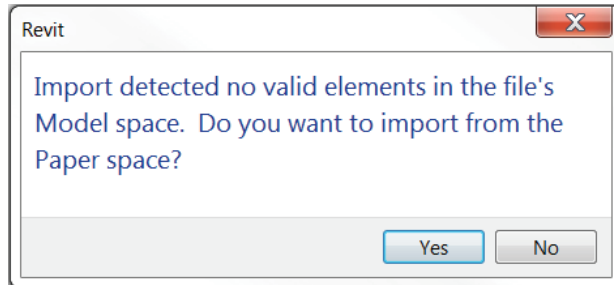 Revit
Import detected no valid elements in the file's
Model space.  Do you want to import from the
Paper space?
Yes
No